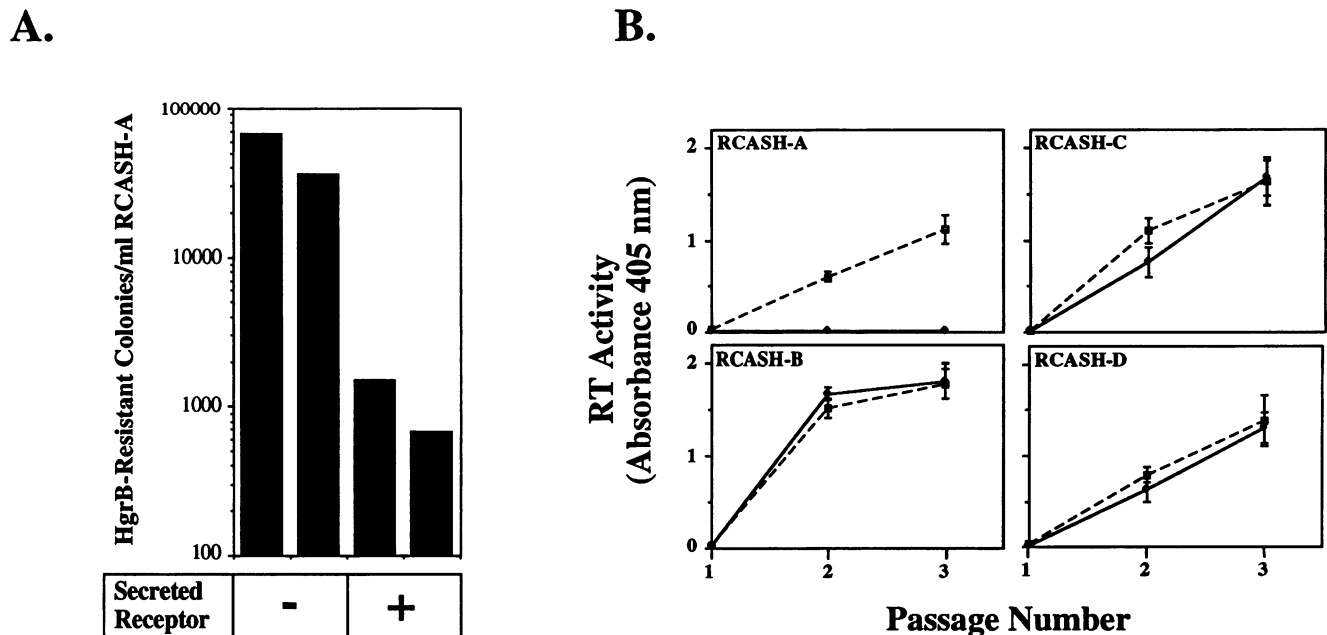 A.
B.
HgrB-Resistant Colonies/ml RCASH-A
100000
10000
1000
100
Secreted
Receptor
-
+
RT Activity
(Absorbance 405 nm)
RCASH-A
2
1
0
RCASH-C
RCASH-B
2
1
0
1
2
3
RCASH-D
1
2
3
Passage Number